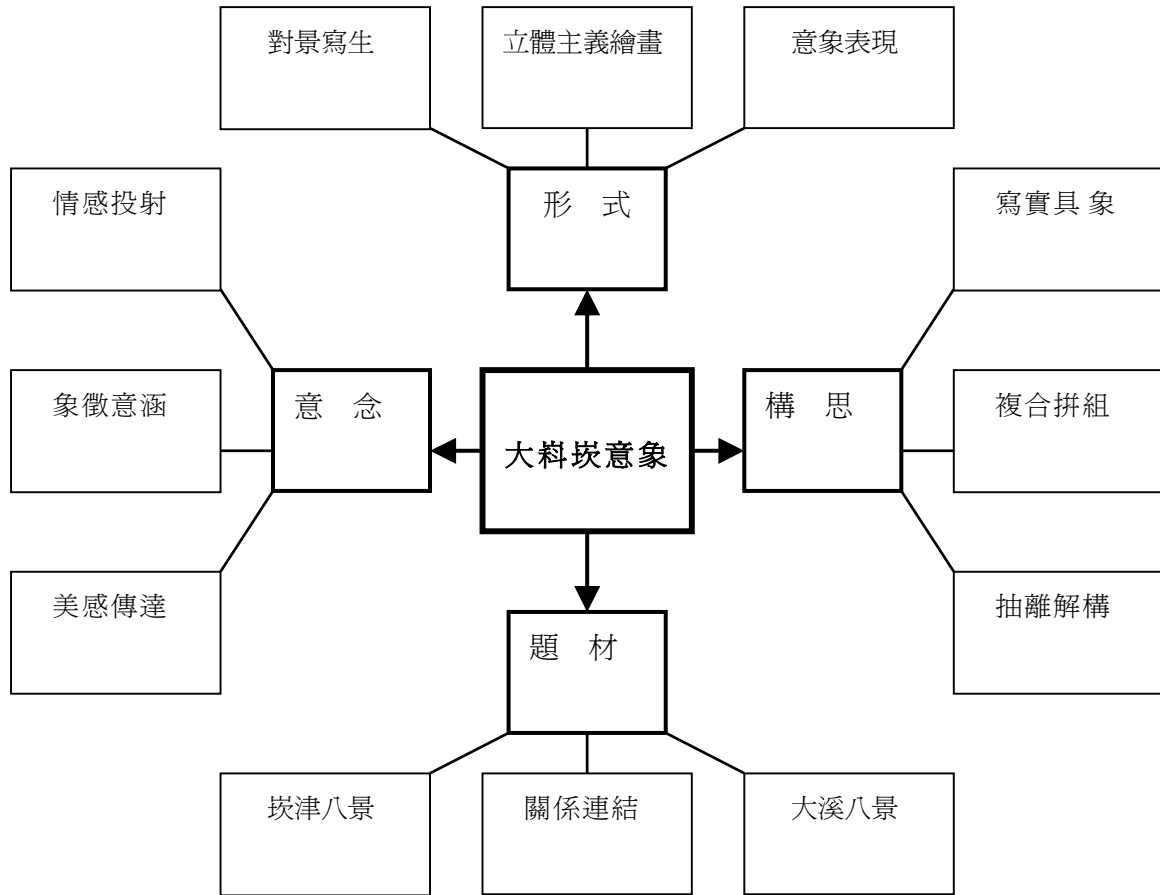 對景寫生
立體主義繪畫
意象表現
情感投射
形　式
寫實具 象
象徵意涵
意　念
大嵙崁意象
構　思
複合拼組
美感傳達
題　材
抽離解構
崁津八景
關係連結
大溪八景